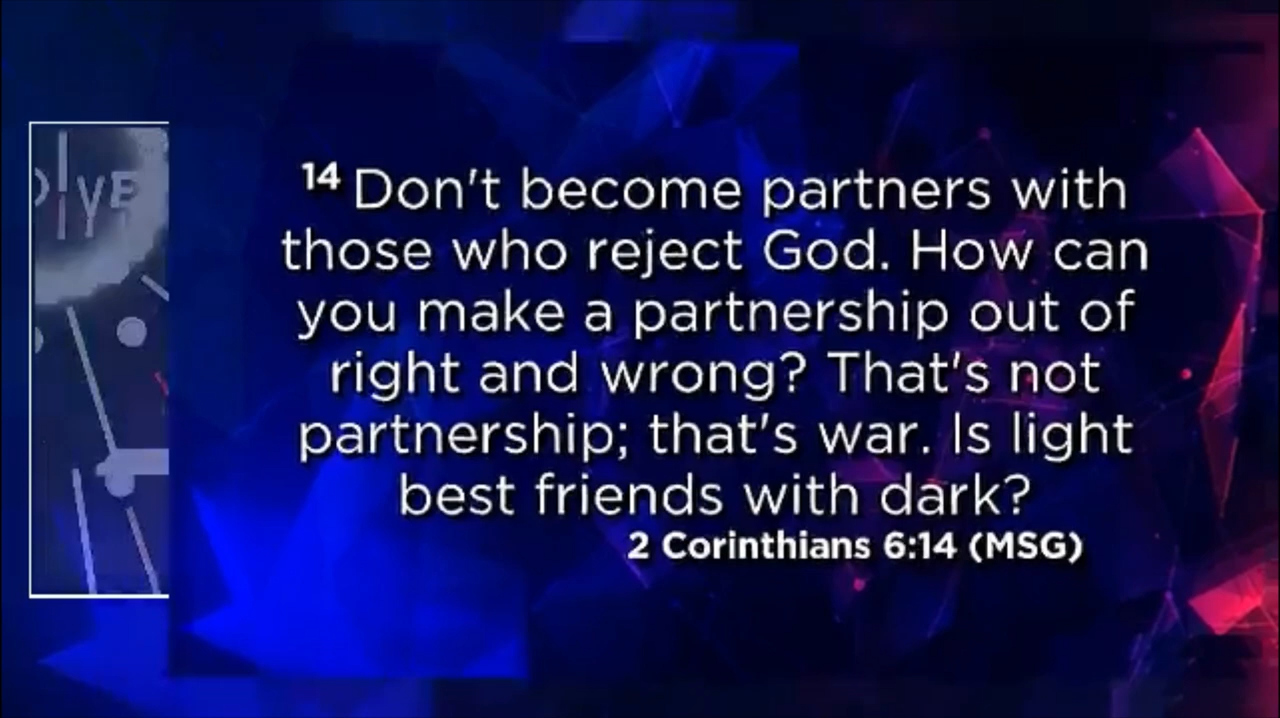 14 Don't become partners with
those who reject God. How can
you make a partnership out of
right and wrong? That's not
partnership; that's war. Is light
best friends with dark?
2 Corinthians 6:14 (MSG)